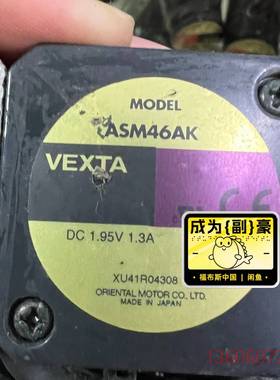 MODEL
ASM46AK
VEXTA
DC 1.95V 1.3A
XU41R04308
ORIENTAL MOTOR CO., LTD.
MADE IN JAPAN
成为{副}豪
福布斯中国 | 闲鱼